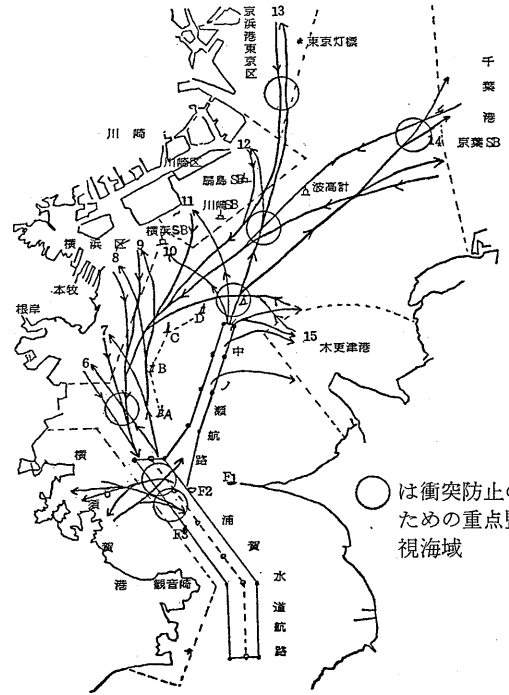 京浜港東京区
13
東京灯標
千葉港
京葉SB
14
川崎
川崎区
12
扇島SB
波高計
川崎SB
11
横浜SB
横浜区
10
9
8
本牧
根岸
D
C
B
A
15
木更津港
7
6
中ノ瀬航路
横須賀港
F1
F2
F3
浦賀水道航路
観音崎
は衝突防止の
ための重点監
視海域